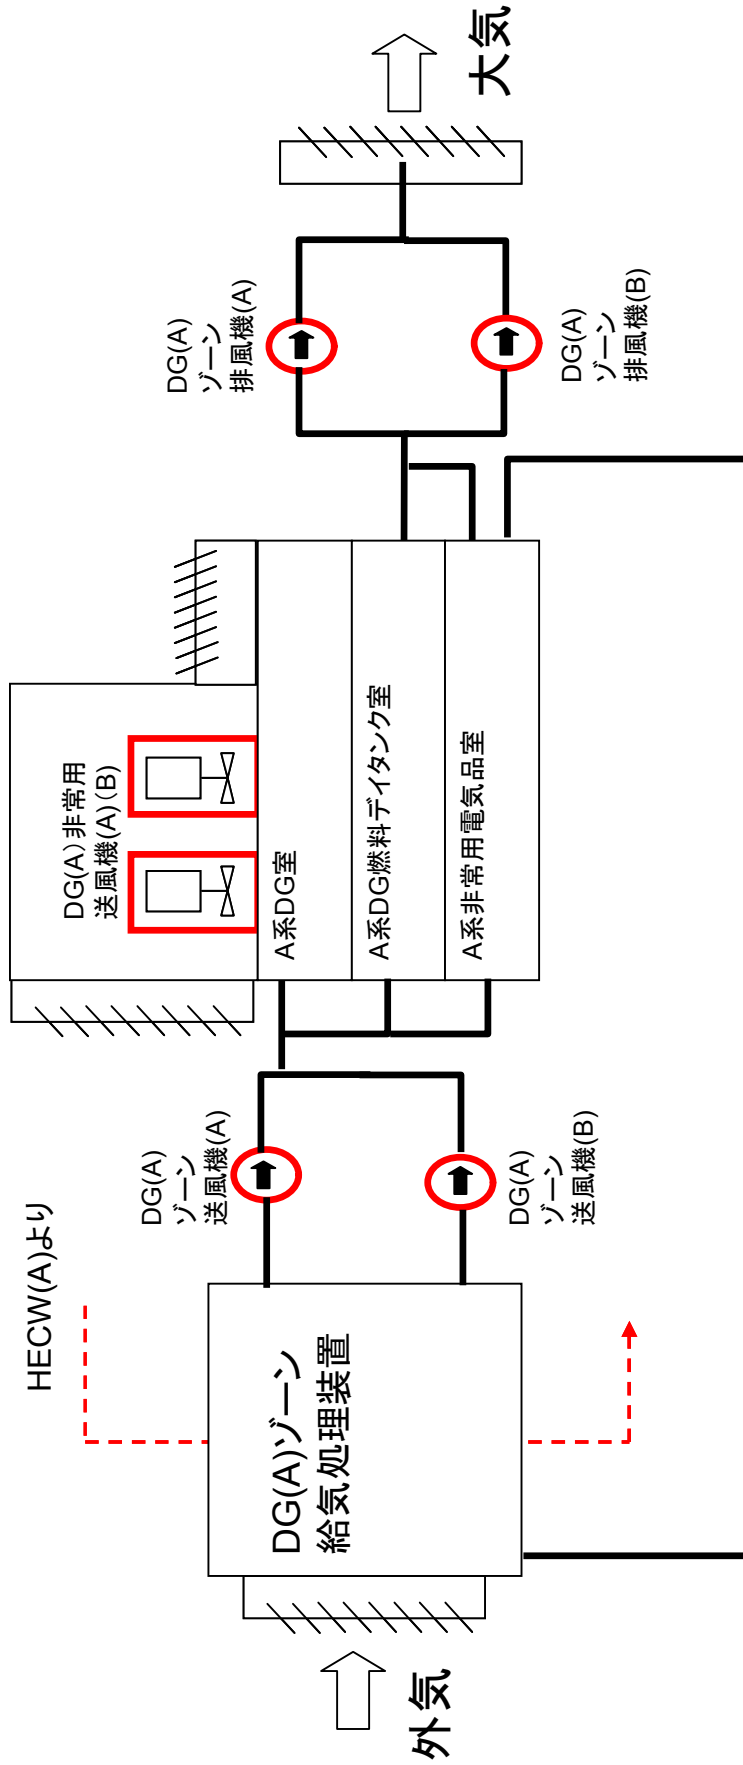 HECW(A)より
外気
DG(A)ゾーン
給気処理装置
DG(A)
ゾーン
送風機(A)
DG(A)
ゾーン
送風機(B)
DG(A)非常用
送風機(A)(B)
A系DG室
A系DG燃料デイタンク室
A系非常用電気品室
DG(A)
ゾーン
排風機(A)
DG(A)
ゾーン
排風機(B)
大気